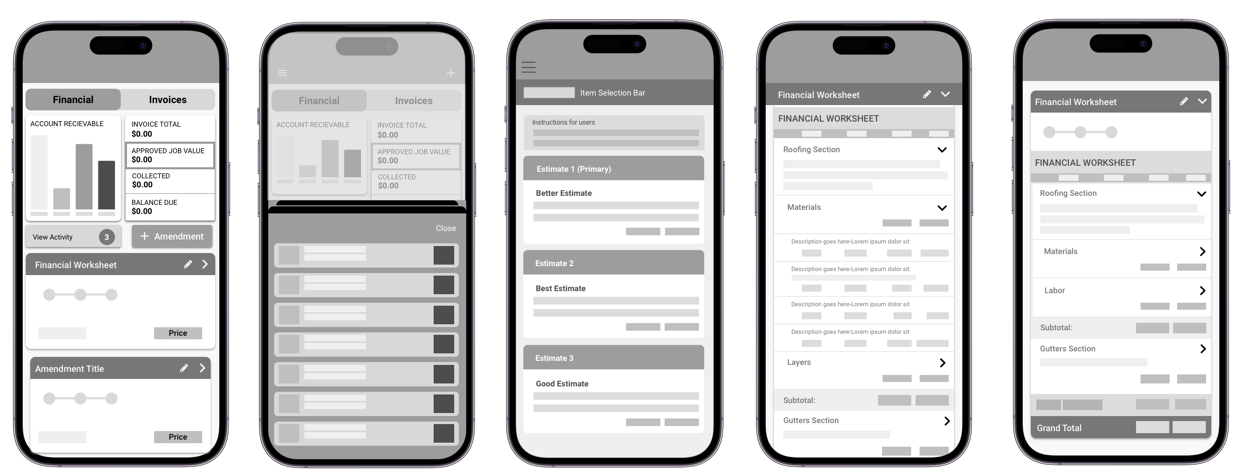 Financial
Invoices
ACCOUNT RECIEVABLE
INVOICE TOTAL
$0.00
APPROVED JOB VALUE
$0.00
COLLECTED
$0.00
BALANCE DUE
$0.00
View Activity
3
+ Amendment
Financial Worksheet
Price
Amendment Title
Price
Financial
Invoices
ACCOUNT RECIEVABLE
INVOICE TOTAL
$0.00
APPROVED JOB VALUE
$0.00
COLLECTED
$0.00
Close
Item Selection Bar
Instructions for users
Estimate 1 (Primary)
Better Estimate
Estimate 2
Best Estimate
Estimate 3
Good Estimate
Financial Worksheet
FINANCIAL WORKSHEET
Roofing Section
Materials
Description goes here-Lorem ipsum dolor sit
Description goes here-Lorem ipsum dolor sit
Description goes here-Lorem ipsum dolor sit
Description goes here-Lorem ipsum dolor sit
Layers
Subtotal:
Gutters Section
Financial Worksheet
FINANCIAL WORKSHEET
Roofing Section
Materials
Labor
Subtotal:
Gutters Section
Grand Total